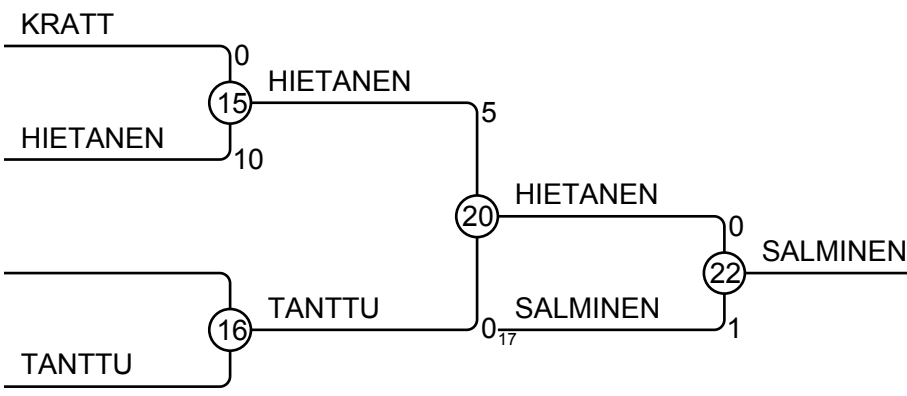 KRATT
0
HIETANEN
15
5
HIETANEN
10
HIETANEN
20
0
SALMINEN
22
TANTTU
SALMINEN
16
0
17
1
TANTTU